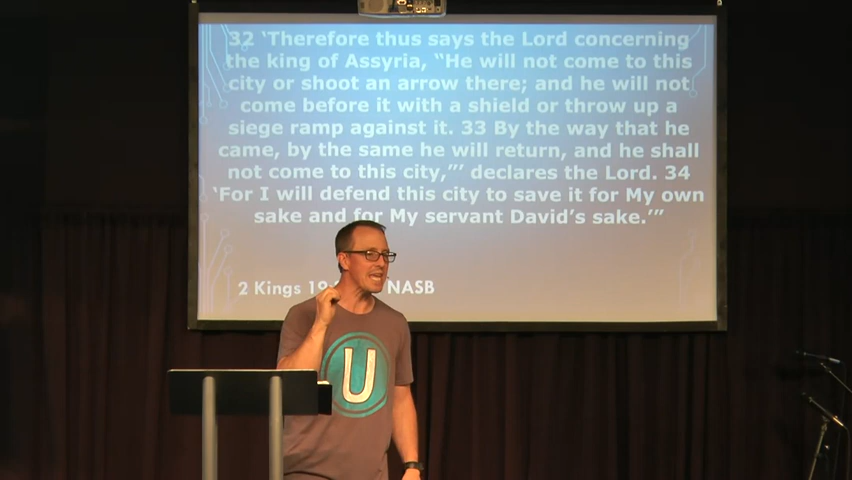 32 ‘Therefore thus says the Lord concerning
the king of Assyria, “He will not come to this
city or shoot an arrow there; and he will not
come before it with a shield or throw up a
siege ramp against it. 33 By the way that he
came, by the same he will return, and he shall
not come to this city,”’ declares the Lord. 34
‘For I will defend this city to save it for My own
sake and for My servant David’s sake.’”
2 Kings NASB
U